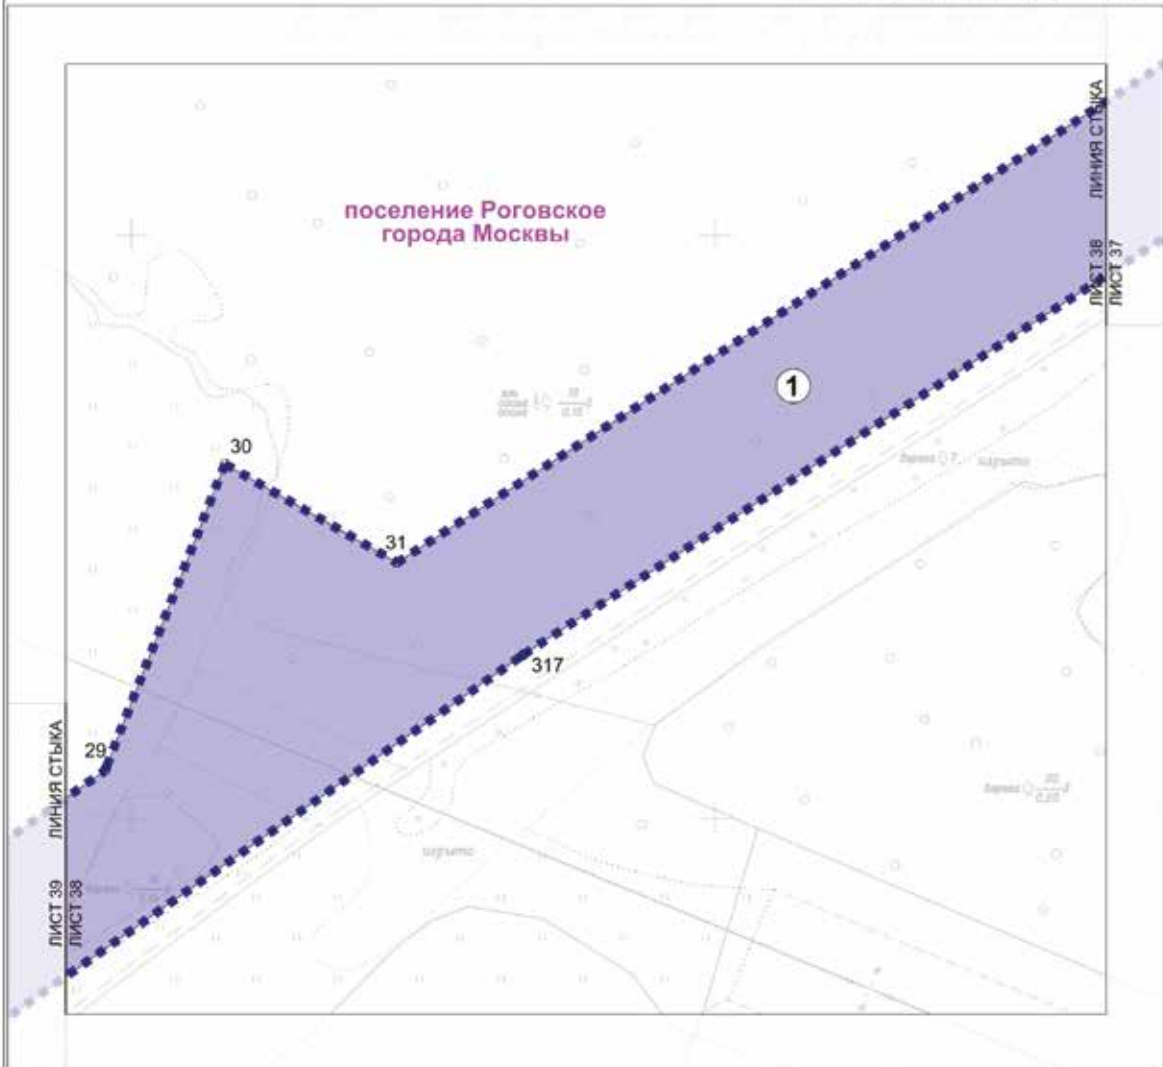 ЛИНИЯ СТЫКА
поселение Роговское
города Москвы
ЛИСТ 38
ЛИСТ 37
1
30
31
317
29
ЛИНИЯ СТЫКА
изрыто
ЛИСТ 39
ЛИСТ 38